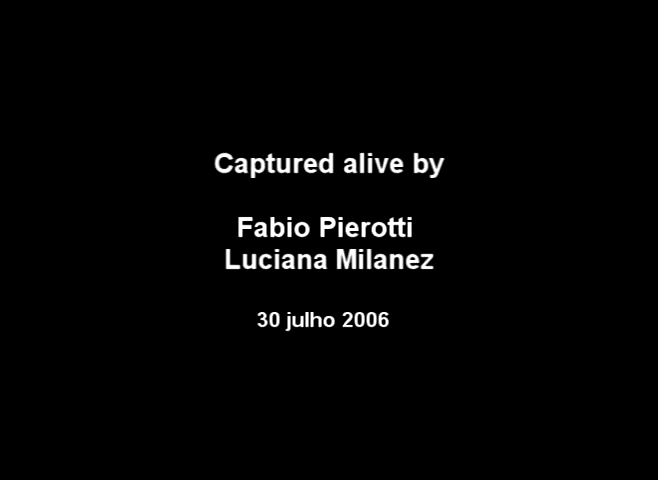 Captured alive by
Fabio Pierotti
Luciana Milanez
30 julho 2006